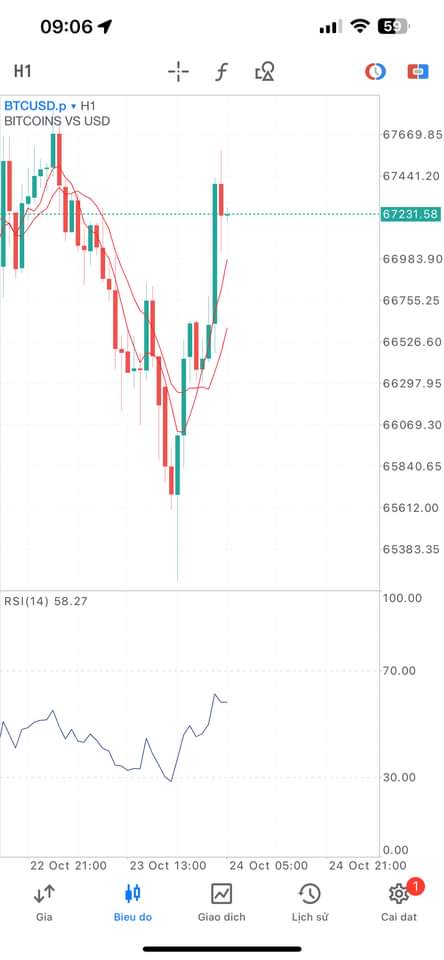 09:06
59
H1
f
BTCUSD.p ▾ H1
BITCOINS VS USD
67669.85
67441.20
67231.58
66983.90
66755.25
66526.60
66297.95
66069.30
65840.65
65612.00
65383.35
RSI(14) 58.27
100.00
70.00
30.00
0.00
22 Oct 21:00 23 Oct 13:00 24 Oct 05:00 24 Oct 21:00
1
Gia Bieu do Giao dich Lịch sử Cai dat